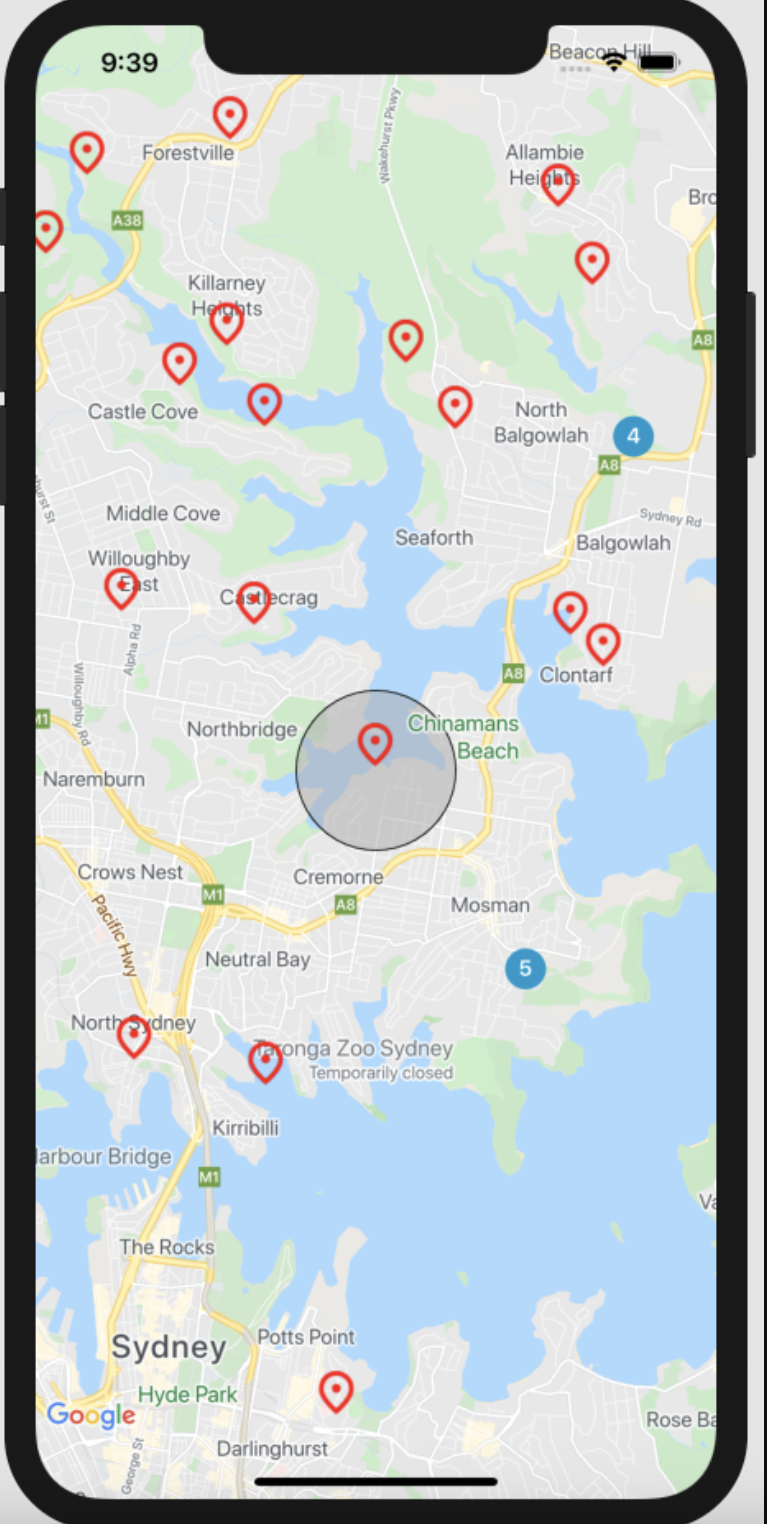 9:39
Beacon Hill
Forestville
Wakehurst Pkwy
Allambie
Heights
Bro
A38
Killarney
Heights
A8
Castle Cove
North
Balgowlah
4
A8
hurst St
Middle Cove
Sydney Rd
Seaforth
Balgowlah
Willoughby
East
Castlecrag
Alpha Rd
A8
Clontarf
Willoughby Rd
M1
Northbridge
Chinamans
Beach
Naremburn
Crows Nest
Cremorne
M1
A8
Mosman
Pacific Hwy
Neutral Bay
5
North Sydney
Taronga Zoo Sydney
Temporarily closed
Kirribilli
arbour Bridge
M1
Va
The Rocks
Sydney
Potts Point
Hyde Park
Google
Rose Ba
Darlinghurst
George St